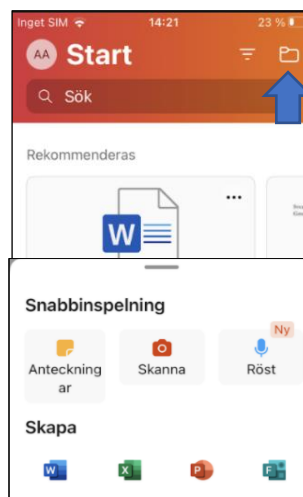 Inget SIM 14:21 23 %
AA Start
Sök
Rekommenderas
W
Snabbinspelning
Ny
Anteckning
ar
Skanna
Röst
Skapa
W X P F